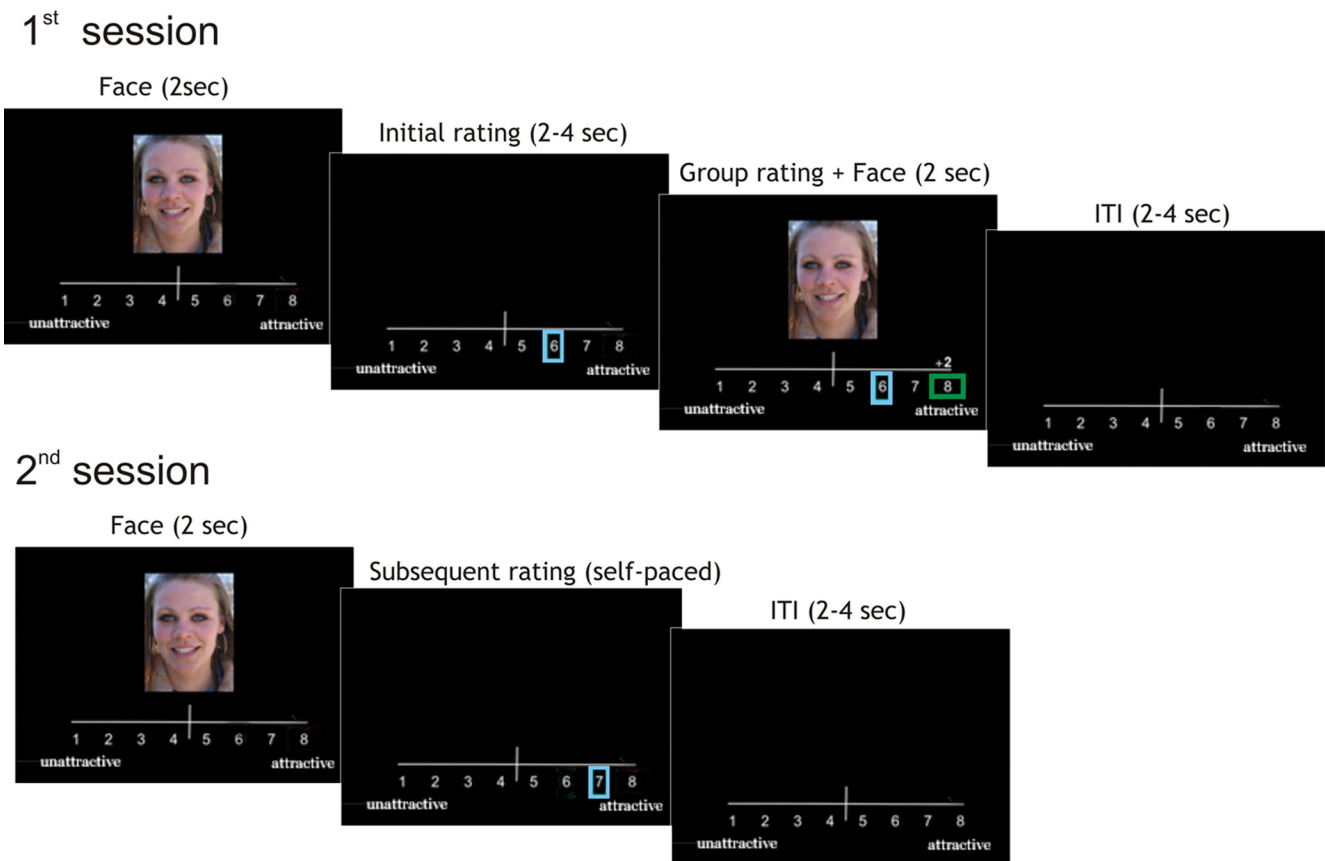 1st session
Face (2sec)
1 2 3 4 5 6 7 8
unattractive attractive
Initial rating (2-4 sec)
1 2 3 4 5 6 7 8
unattractive attractive
Group rating + Face (2 sec)
+2
1 2 3 4 5 6 7 8
unattractive attractive
ITI (2-4 sec)
1 2 3 4 5 6 7 8
unattractive attractive
2nd session
Face (2 sec)
1 2 3 4 5 6 7 8
unattractive attractive
Subsequent rating (self-paced)
1 2 3 4 5 6 7 8
unattractive attractive
ITI (2-4 sec)
1 2 3 4 5 6 7 8
unattractive attractive